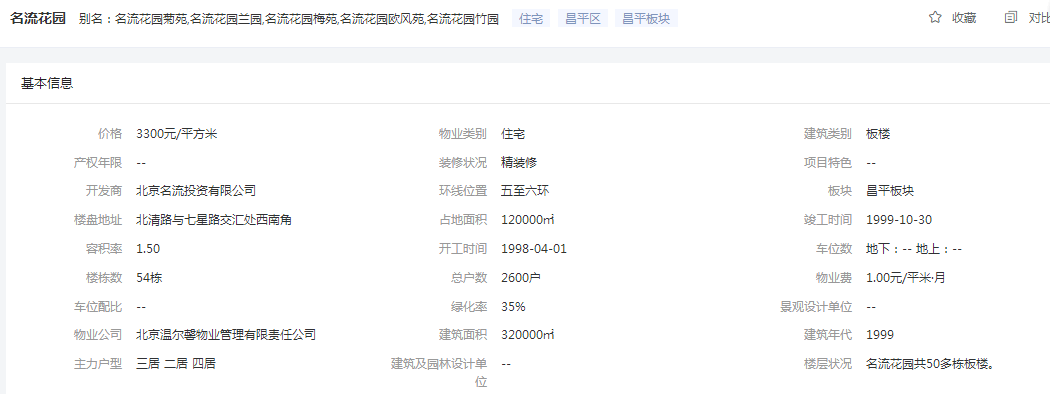 名流花园 别名：名流花园菊苑,名流花园兰园,名流花园梅苑,名流花园欧风苑,名流花园竹园 住宅 昌平区 昌平板块 收藏 对比
基本信息
价格 3300元/平方米 物业类别 住宅 建筑类别 板楼
产权年限 -- 装修状况 精装修 项目特色 --
开发商 北京名流投资有限公司 环线位置 五至六环 板块 昌平板块
楼盘地址 北清路与七星路交汇处西南角 占地面积 120000㎡ 竣工时间 1999-10-30
容积率 1.50 开工时间 1998-04-01 车位数 地下：-- 地上：--
楼栋数 54栋 总户数 2600户 物业费 1.00元/平米·月
车位配比 -- 绿化率 35% 景观设计单位 --
物业公司 北京温尔馨物业管理有限责任公司 建筑面积 320000㎡ 建筑年代 1999
主力户型 三居 二居 四居 建筑及园林设计单 -- 楼层状况 名流花园共50多栋板楼。
位